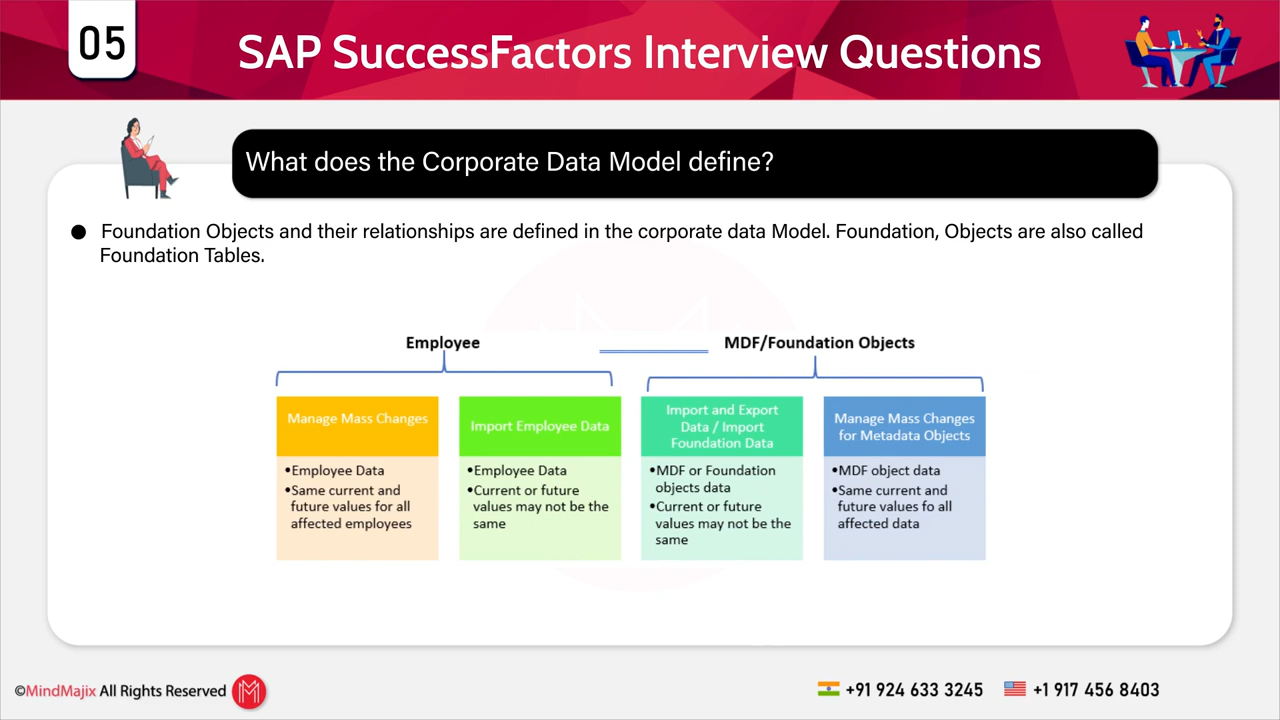 05
SAP SuccessFactors Interview Questions
What does the Corporate Data Model define?
● Foundation Objects and their relationships are defined in the corporate data Model. Foundation, Objects are also called
Foundation Tables.
Employee
MDF/Foundation Objects
Manage Mass Changes
•Employee Data
•Same current and
future values for all
affected employees
Import Employee Data
•Employee Data
•Current or future
values may not be the
same
Import and Export
Data / Import
Foundation Data
•MDF or Foundation
objects data
•Current or future
values may not be the
same
Manage Mass Changes
for Metadata Objects
•MDF object data
•Same current and
future values fo all
affected data
©MindMajix All Rights Reserved
+91 924 633 3245
+1 917 456 8403